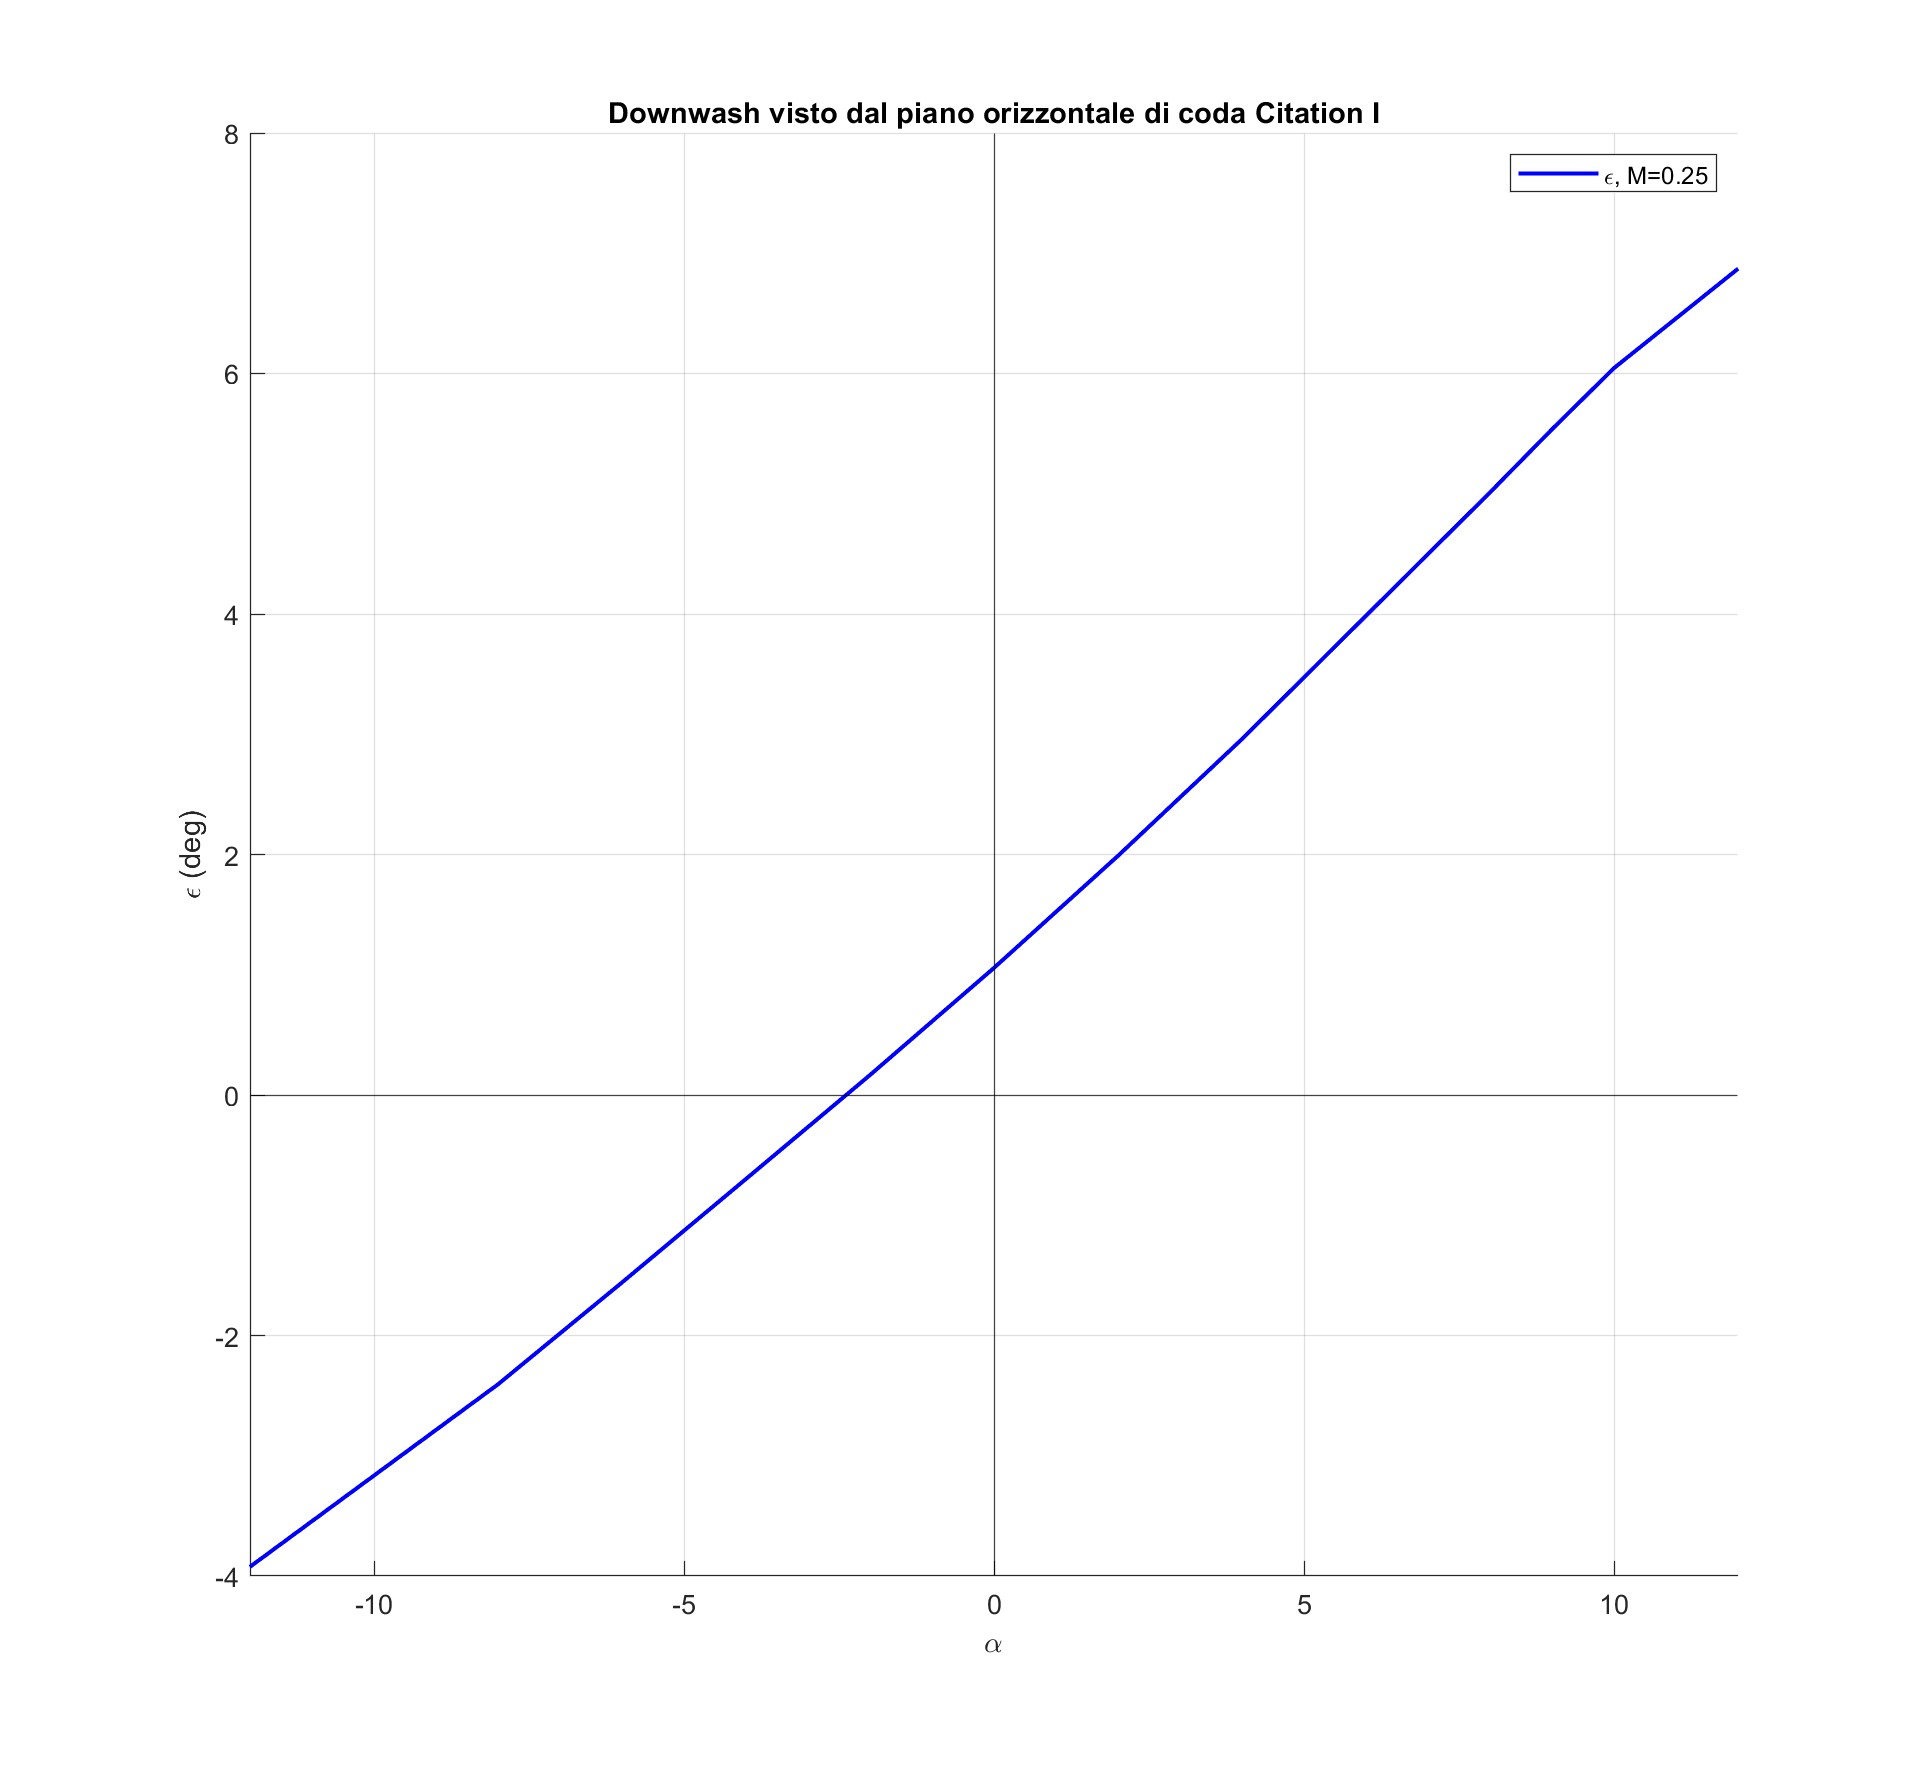 Downwash visto dal piano orizzontale di coda Citation I
ϵ, M=0.25
8
6
4
2
0
-2
-4
ϵ (deg)
-10 -5 0 5 10
α